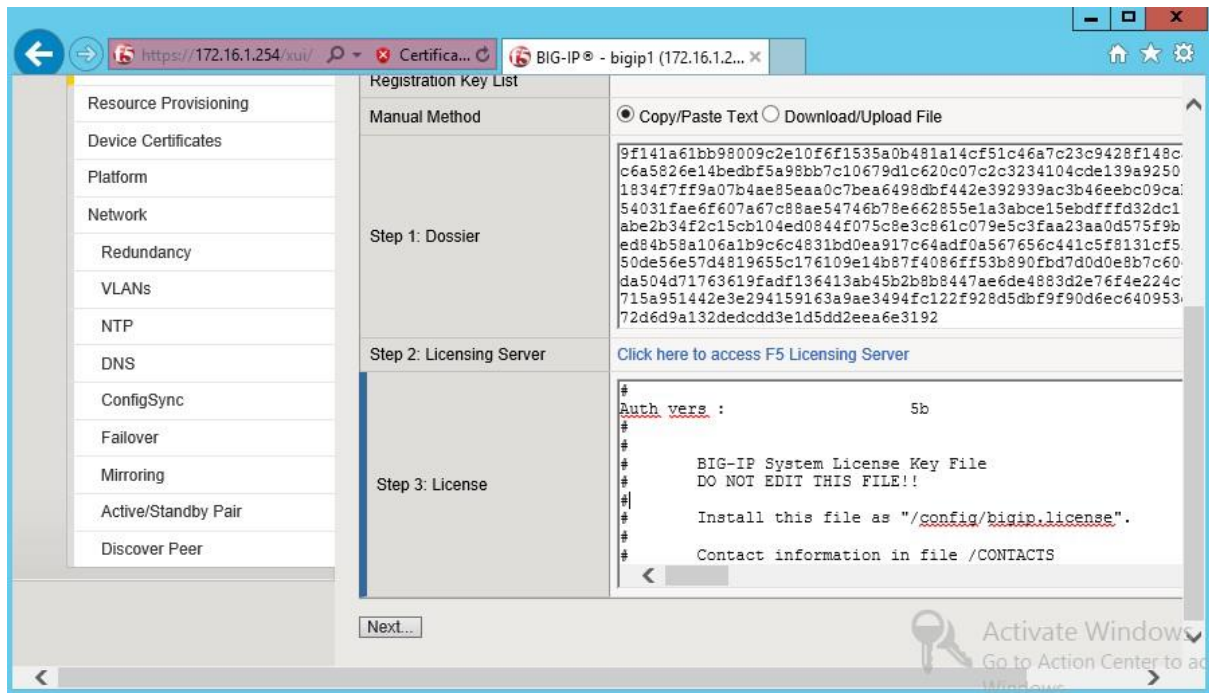 https://172.16.1.254/xui/ Certifica... BIG-IP® - bigip1 (172.16.1.2...
Registration Key List
Resource Provisioning
Device Certificates
Platform
Network
Redundancy
VLANs
NTP
DNS
ConfigSync
Failover
Mirroring
Active/Standby Pair
Discover Peer
Manual Method
Copy/Paste Text Download/Upload File
Step 1: Dossier
9f141a61bb98009c2e10f6f1535a0b481a14cf51c46a7c23c9428f148c
c6a5826e14bedbf5a98bb7c10679d1c620c07c2c3234104cde139a9250
1834f7ff9a07b4ae85eaa0c7bea6498dbf442e392939ac3b46eebc09ca
54031fae6f607a67c88ae54746b78e662855e1a3abce15ebdfffd32dc1
abe2b34f2c15cb104ed0844f075c8e3c861c079e5c3faa23aa0d575f9b
ed84b58a106a1b9c6c4831bd0ea917c64adf0a567656c441c5f8131cf5
50de56e57d4819655c176109e14b87f4086ff53b890fbd7d0d0e8b7c60
da504d71763619fadf136413ab45b2b8b8447ae6de4883d2e76f4e224c
715a951442e3e294159163a9ae3494fc122f928d5dbf9f90d6ec640953
72d6d9a132dedcdd3e1d5dd2eea6e3192
Step 2: Licensing Server
Click here to access F5 Licensing Server
Step 3: License
#
Auth vers : 5b
#
#
# BIG-IP System License Key File
# DO NOT EDIT THIS FILE!!
#
# Install this file as "/config/bigip.license".
#
# Contact information in file /CONTACTS
Next...
Activate Windows
Go to Action Center to ac
Windows